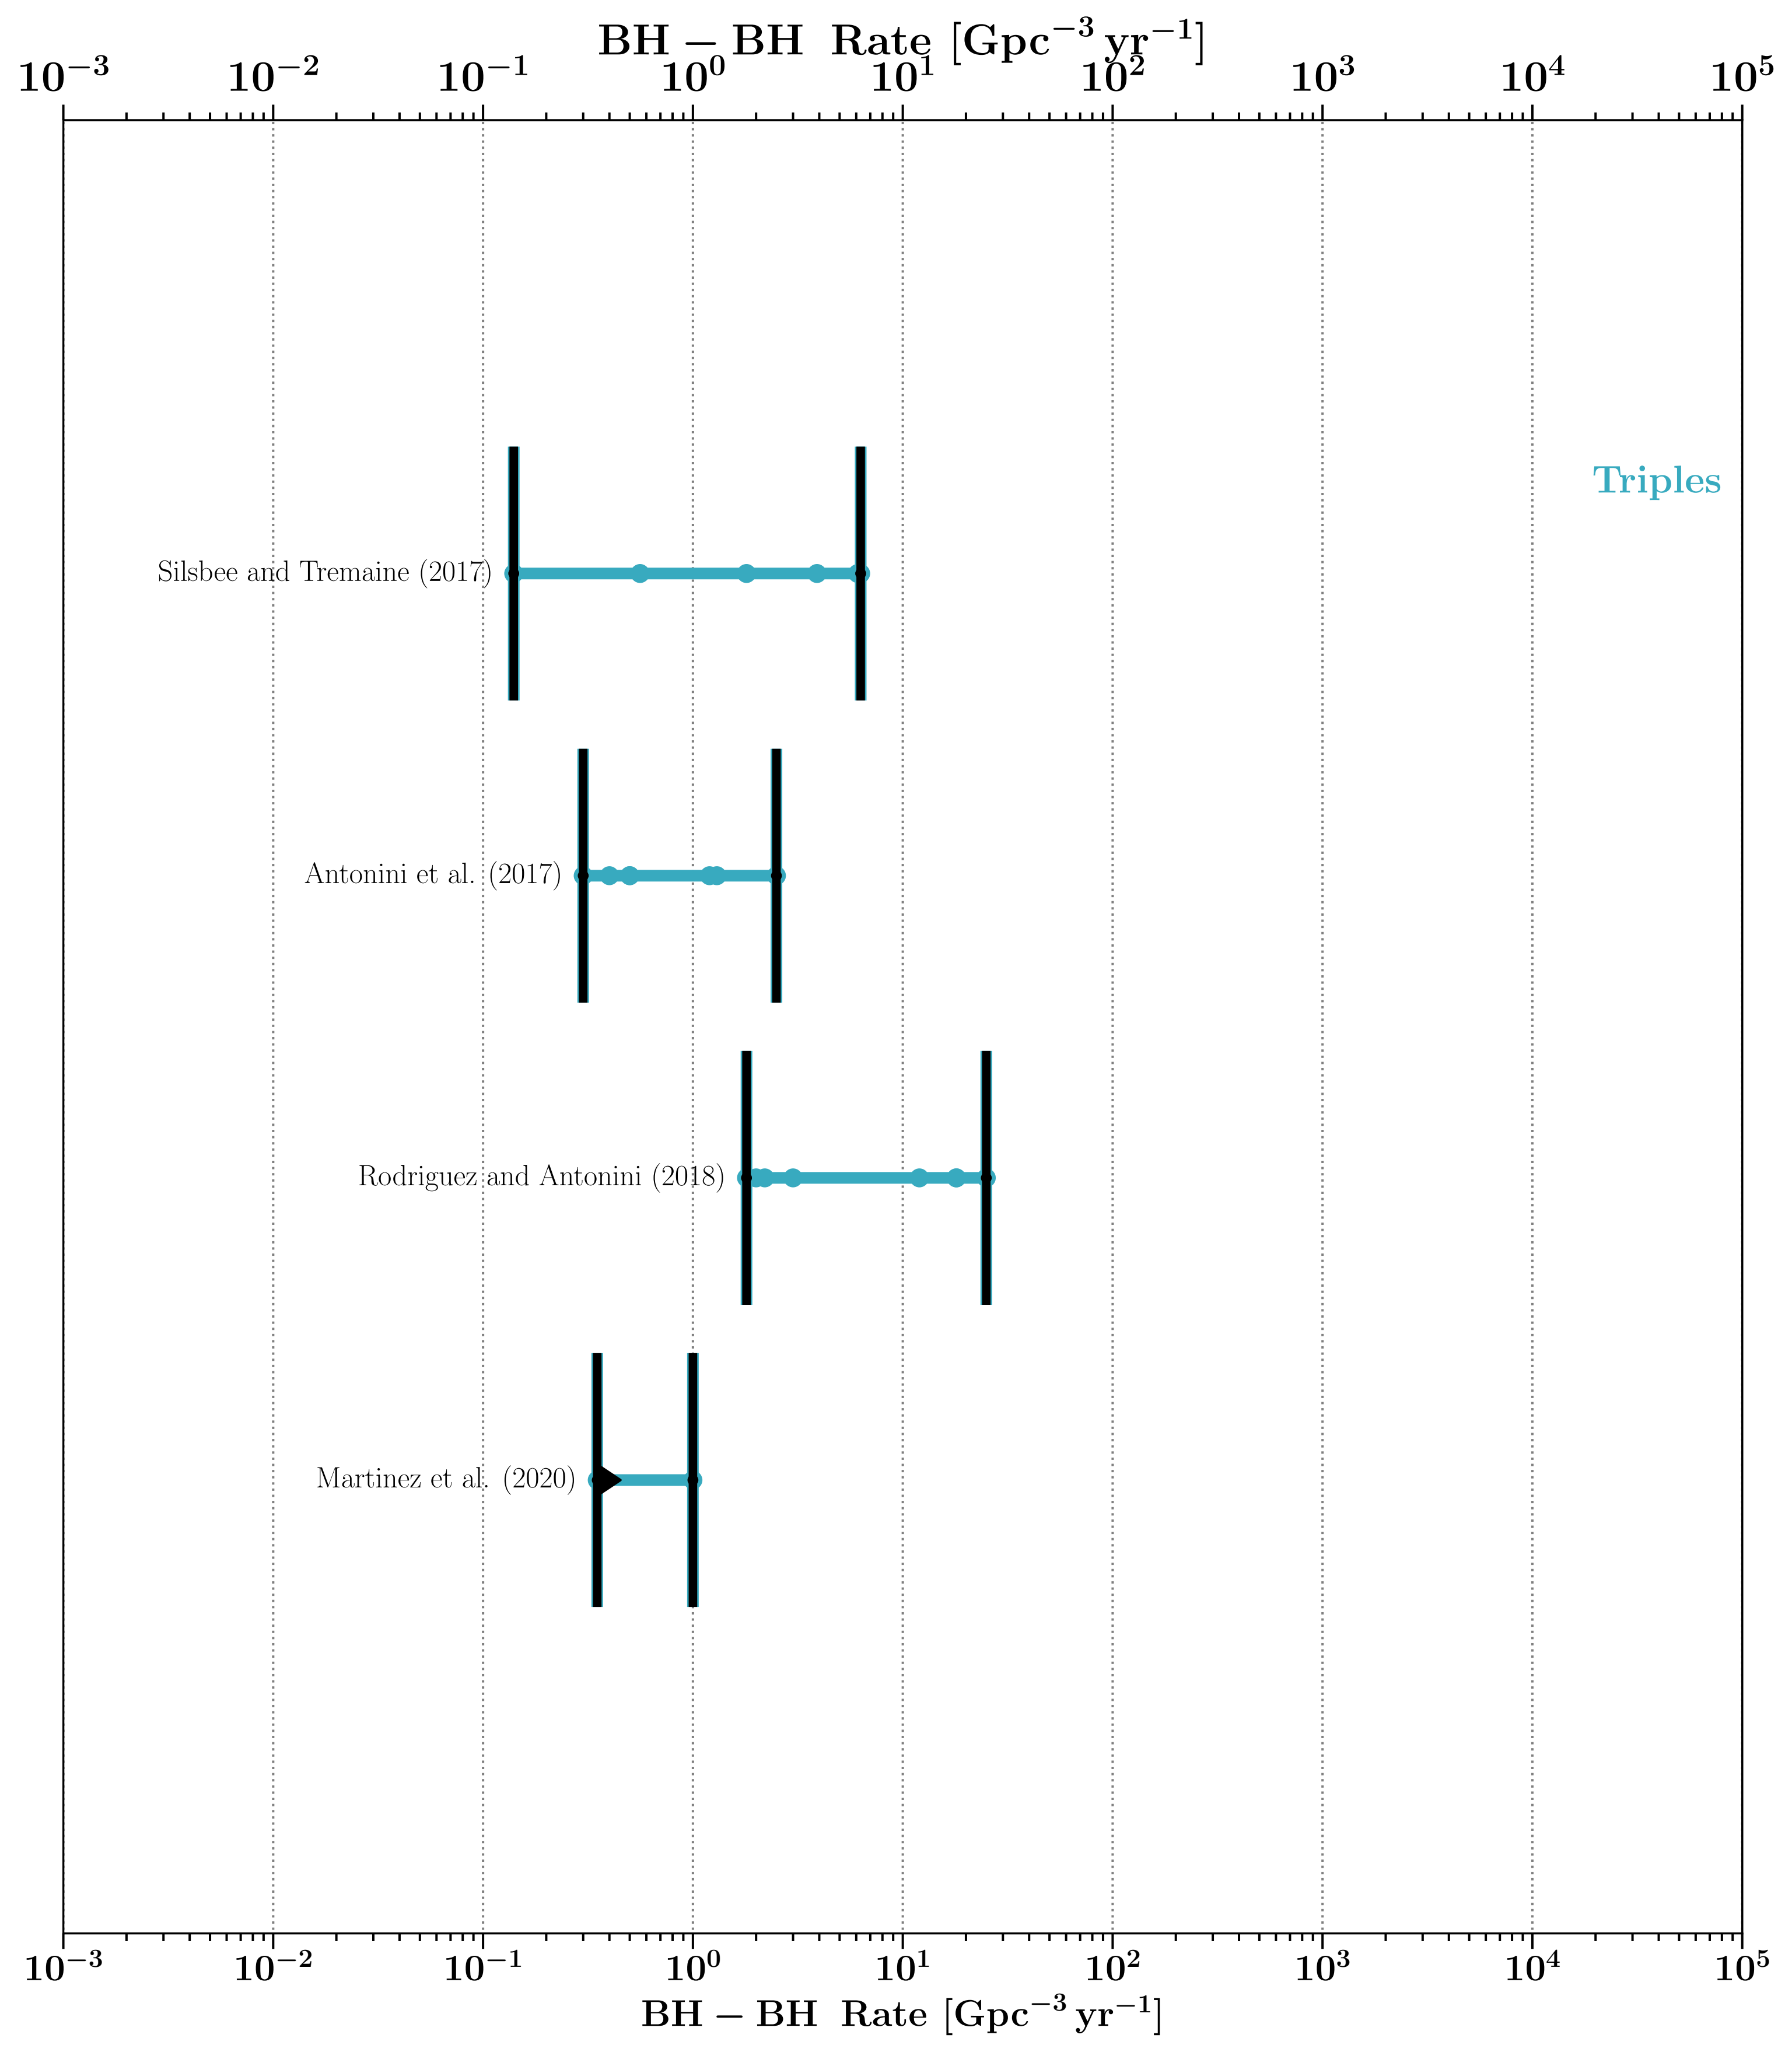 BH − BH Rate [Gpc⁻³ yr⁻¹]
10⁻³ 10⁻² 10⁻¹ 10⁰ 10¹ 10² 10³ 10⁴ 10⁵
Triples
Silsbee and Tremaine (2017)
Antonini et al. (2017)
Rodriguez and Antonini (2018)
Martinez et al. (2020)
10⁻³ 10⁻² 10⁻¹ 10⁰ 10¹ 10² 10³ 10⁴ 10⁵
BH − BH Rate [Gpc⁻³ yr⁻¹]